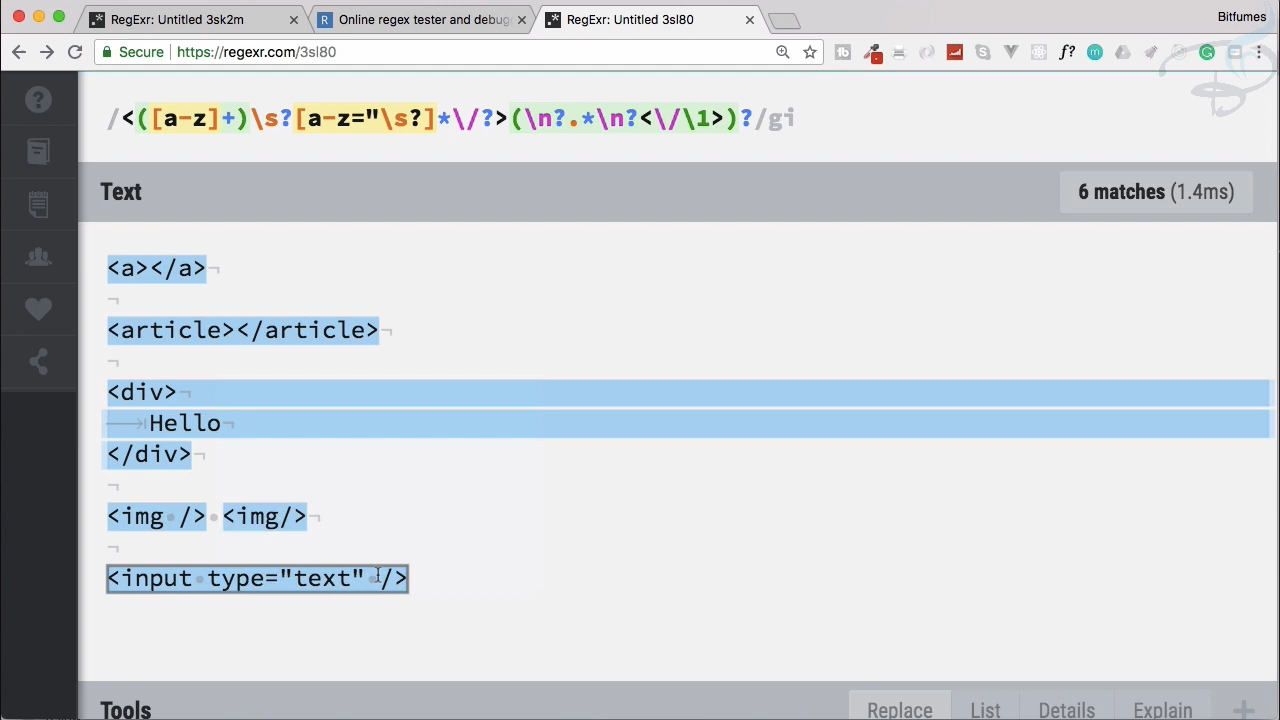 RegExr: Untitled 3sk2m
Online regex tester and debug
RegExr: Untitled 3sl80
Bitfumes
Secure https://regexr.com/3sl80
/<([a-z]+)\s?[a-z="\s?]*\/?>(\n?.*\n?<\/\1>)?/gi
Text
6 matches (1.4ms)
<a></a>
<article></article>
<div>
Hello
</div>
<img /> <img/>
<input type="text" />
Tools
Replace List Details Explain